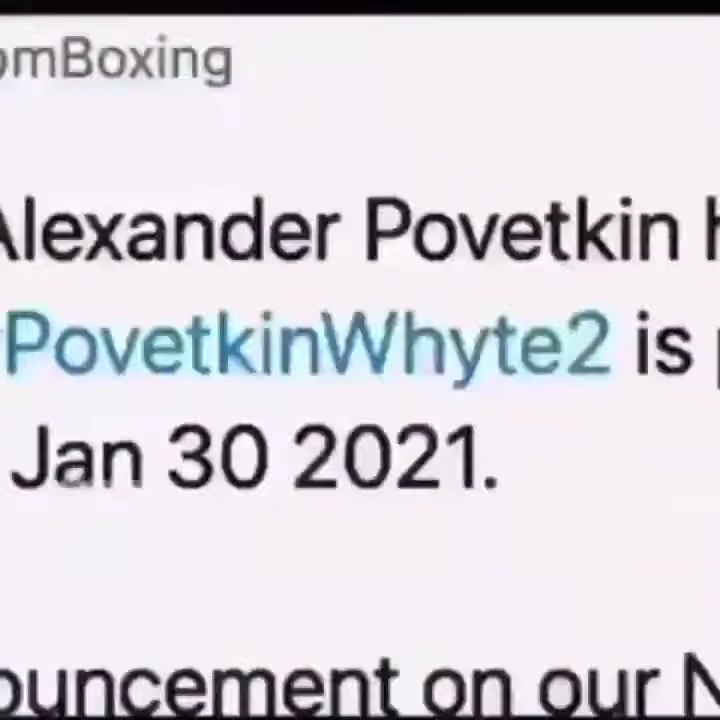 omBoxing
Alexander Povetkin h
PovetkinWhyte2 is
Jan 30 2021.
ouncement on our N